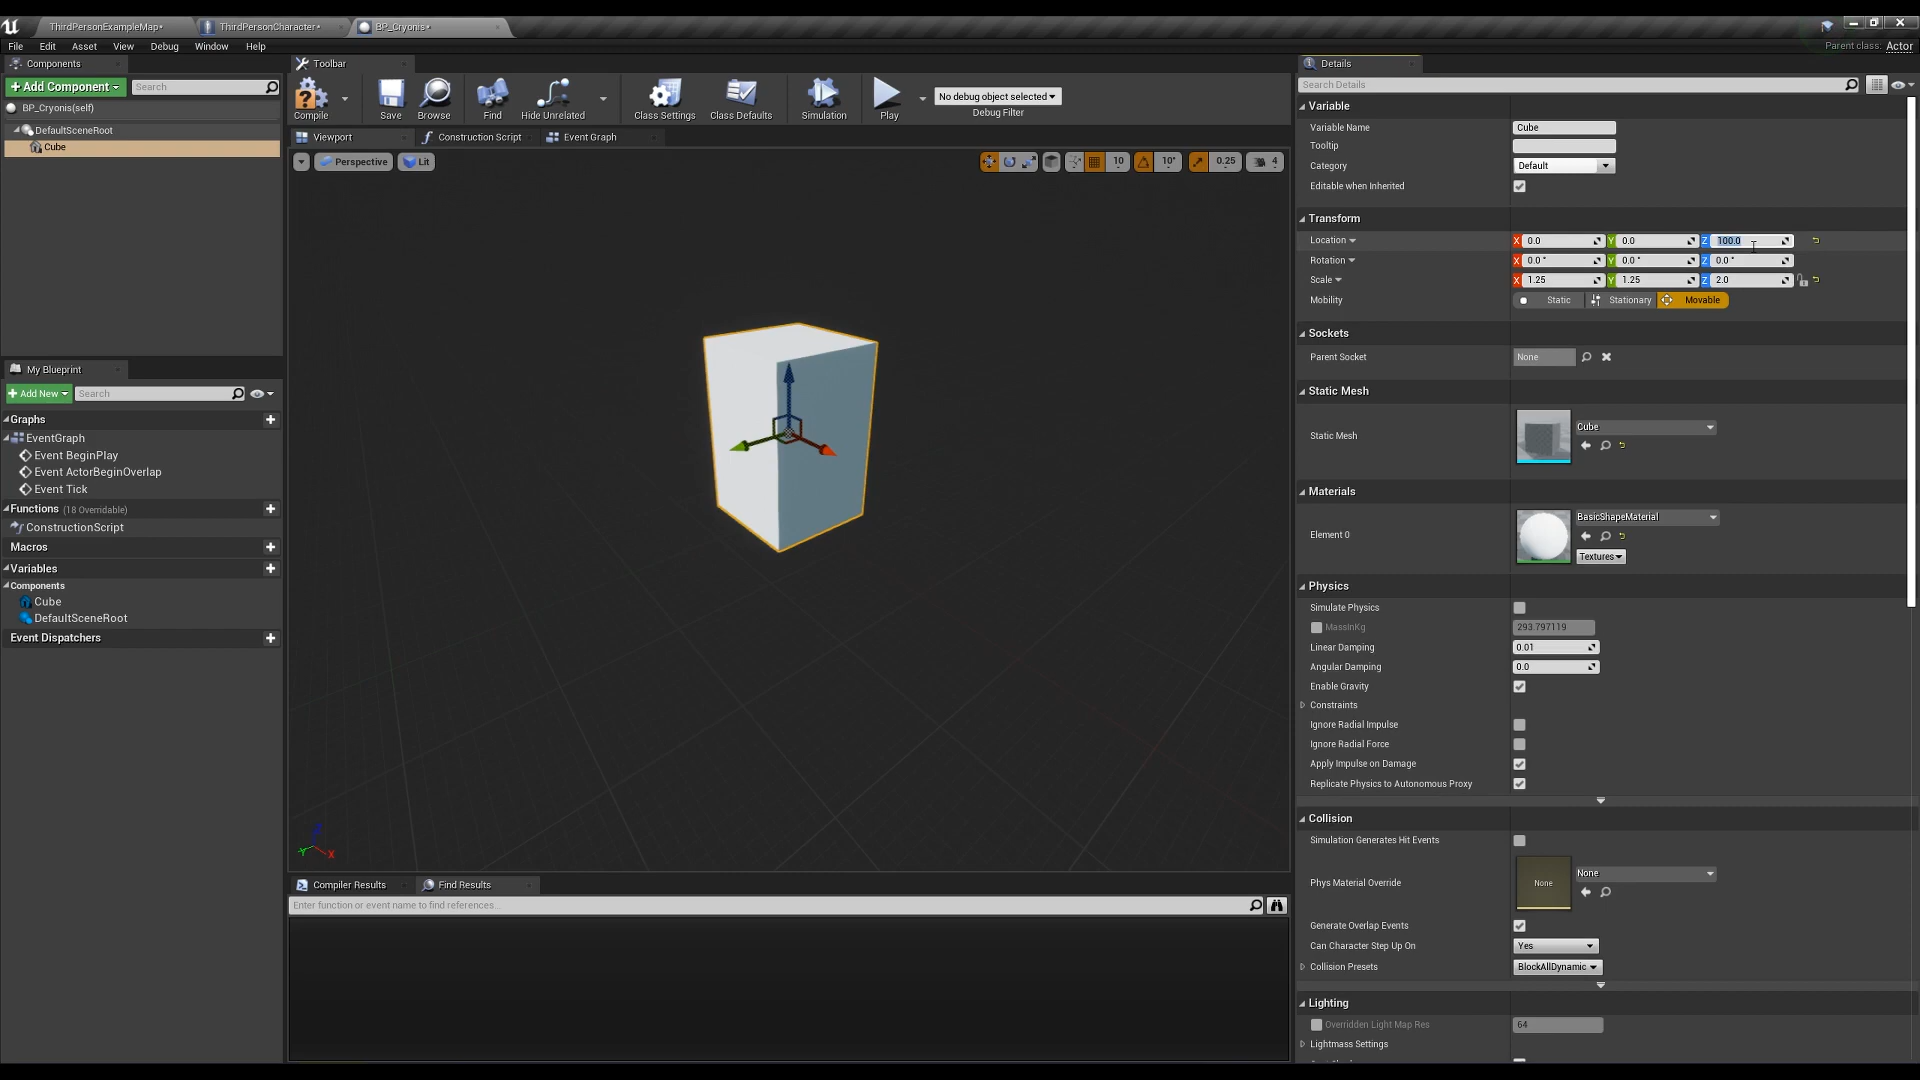 ThirdPersonExampleMap*
ThirdPersonCharacter*
BP_Cryonis*
File Edit Asset View Debug Window Help
Parent class: Actor
Components
+Add Component
Search
BP_Cryonis(self)
DefaultSceneRoot
Cube
My Blueprint
+Add New
Search
Graphs
EventGraph
Event BeginPlay
Event ActorBeginOverlap
Event Tick
Functions (18 Overridable)
ConstructionScript
Macros
Variables
Components
Cube
DefaultSceneRoot
Event Dispatchers
Toolbar
Compile
Save
Browse
Find
Hide Unrelated
Class Settings
Class Defaults
Simulation
Play
No debug object selected
Debug Filter
Viewport
Construction Script
Event Graph
Perspective
Lit
10
10°
0.25
4
Z
Y
X
Compiler Results
Find Results
Enter function or event name to find references...
Details
Search Details
Variable
Variable Name Cube
Tooltip
Category Default
Editable when Inherited
Transform
Location X 0.0 Y 0.0 Z 100.0
Rotation X 0.0 ° Y 0.0 ° Z 0.0 °
Scale X 1.25 Y 1.25 Z 2.0
Mobility Static Stationary Movable
Sockets
Parent Socket None
Static Mesh
Static Mesh Cube
Materials
Element 0 BasicShapeMaterial
Textures
Physics
Simulate Physics
MassInKg 293.797119
Linear Damping 0.01
Angular Damping 0.0
Enable Gravity
Constraints
Ignore Radial Impulse
Ignore Radial Force
Apply Impulse on Damage
Replicate Physics to Autonomous Proxy
Collision
Simulation Generates Hit Events
Phys Material Override None None
Generate Overlap Events
Can Character Step Up On Yes
Collision Presets BlockAllDynamic
Lighting
Overridden Light Map Res 64
Lightmass Settings